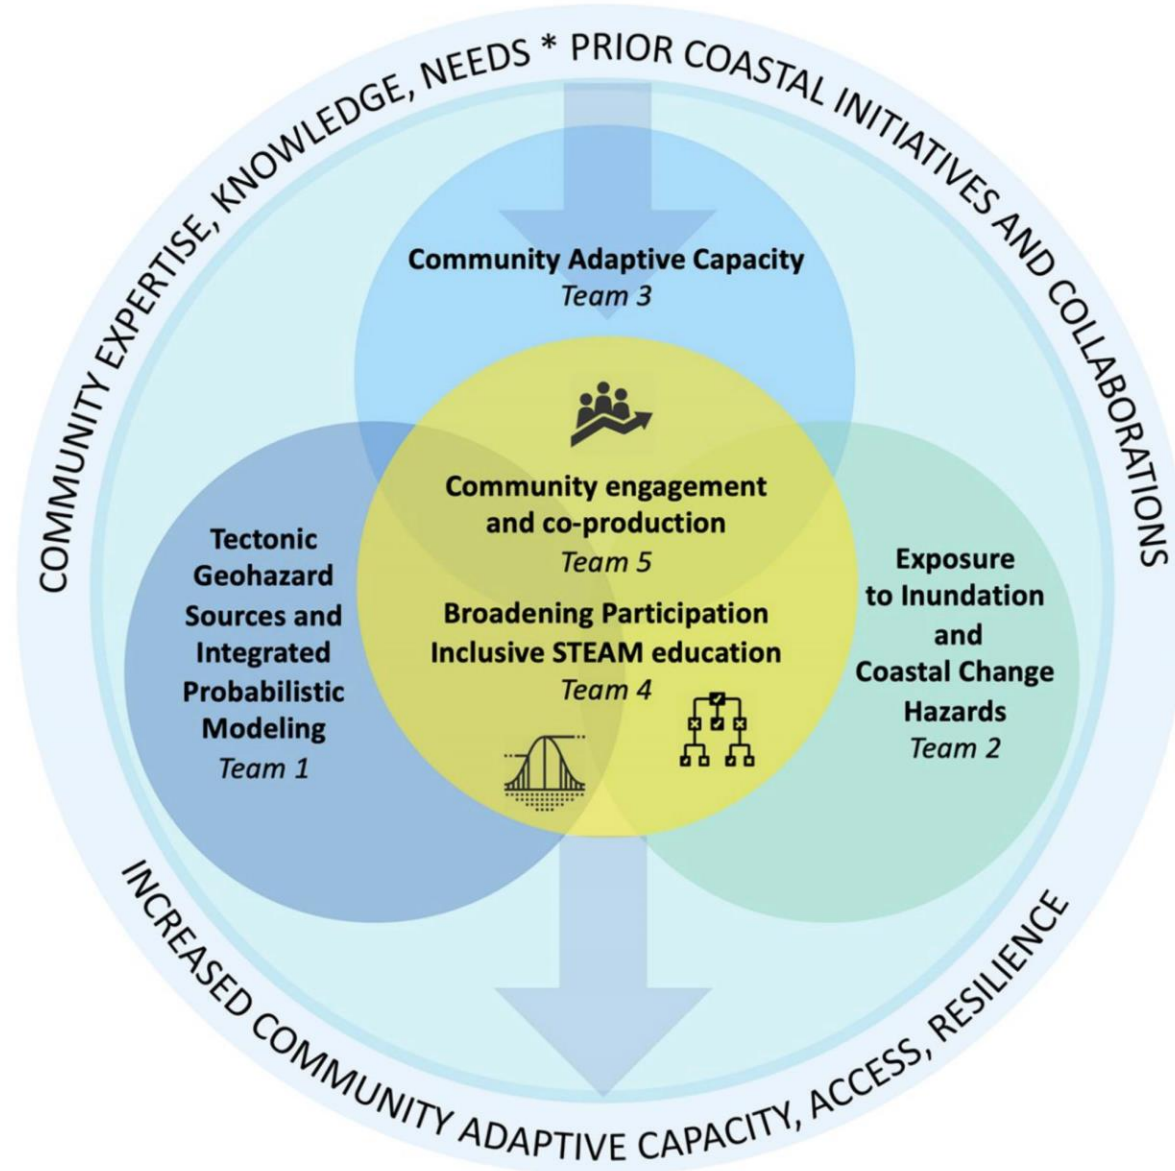 COMMUNITY EXPERTISE, KNOWLEDGE, NEEDS * PRIOR COASTAL INITIATIVES AND COLLABORATIONS
Community Adaptive Capacity
Team 3
Community engagement
and co-production
Team 5
Broadening Participation
Inclusive STEAM education
Team 4
Tectonic
Geohazard
Sources and
Integrated
Probabilistic
Modeling
Team 1
Exposure
to Inundation
and
Coastal Change
Hazards
Team 2
INCREASED COMMUNITY ADAPTIVE CAPACITY, ACCESS, RESILIENCE